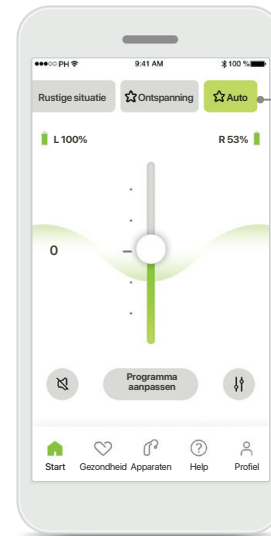 PH 9:41 AM 100 %
Rustige situatie Ontspanning Auto
L 100% R 53%
0
Programma
aanpassen
Start Gezondheid Apparaten Help Profiel